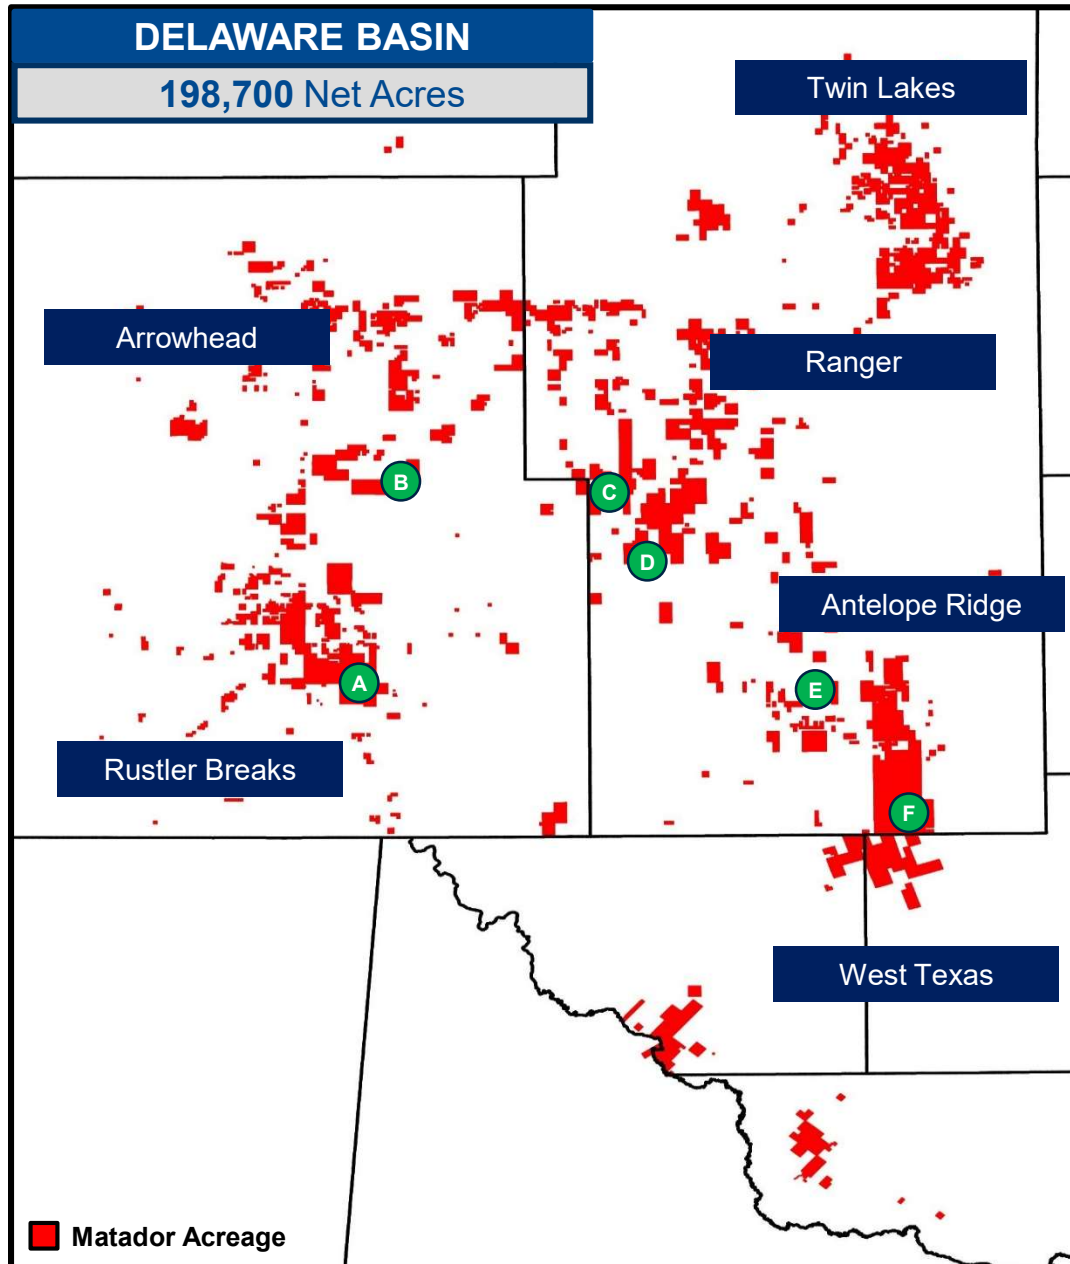 DELAWARE BASIN
198,700 Net Acres
Twin Lakes
Arrowhead
Ranger
B
C
D
Antelope Ridge
A
E
Rustler Breaks
F
West Texas
Matador Acreage